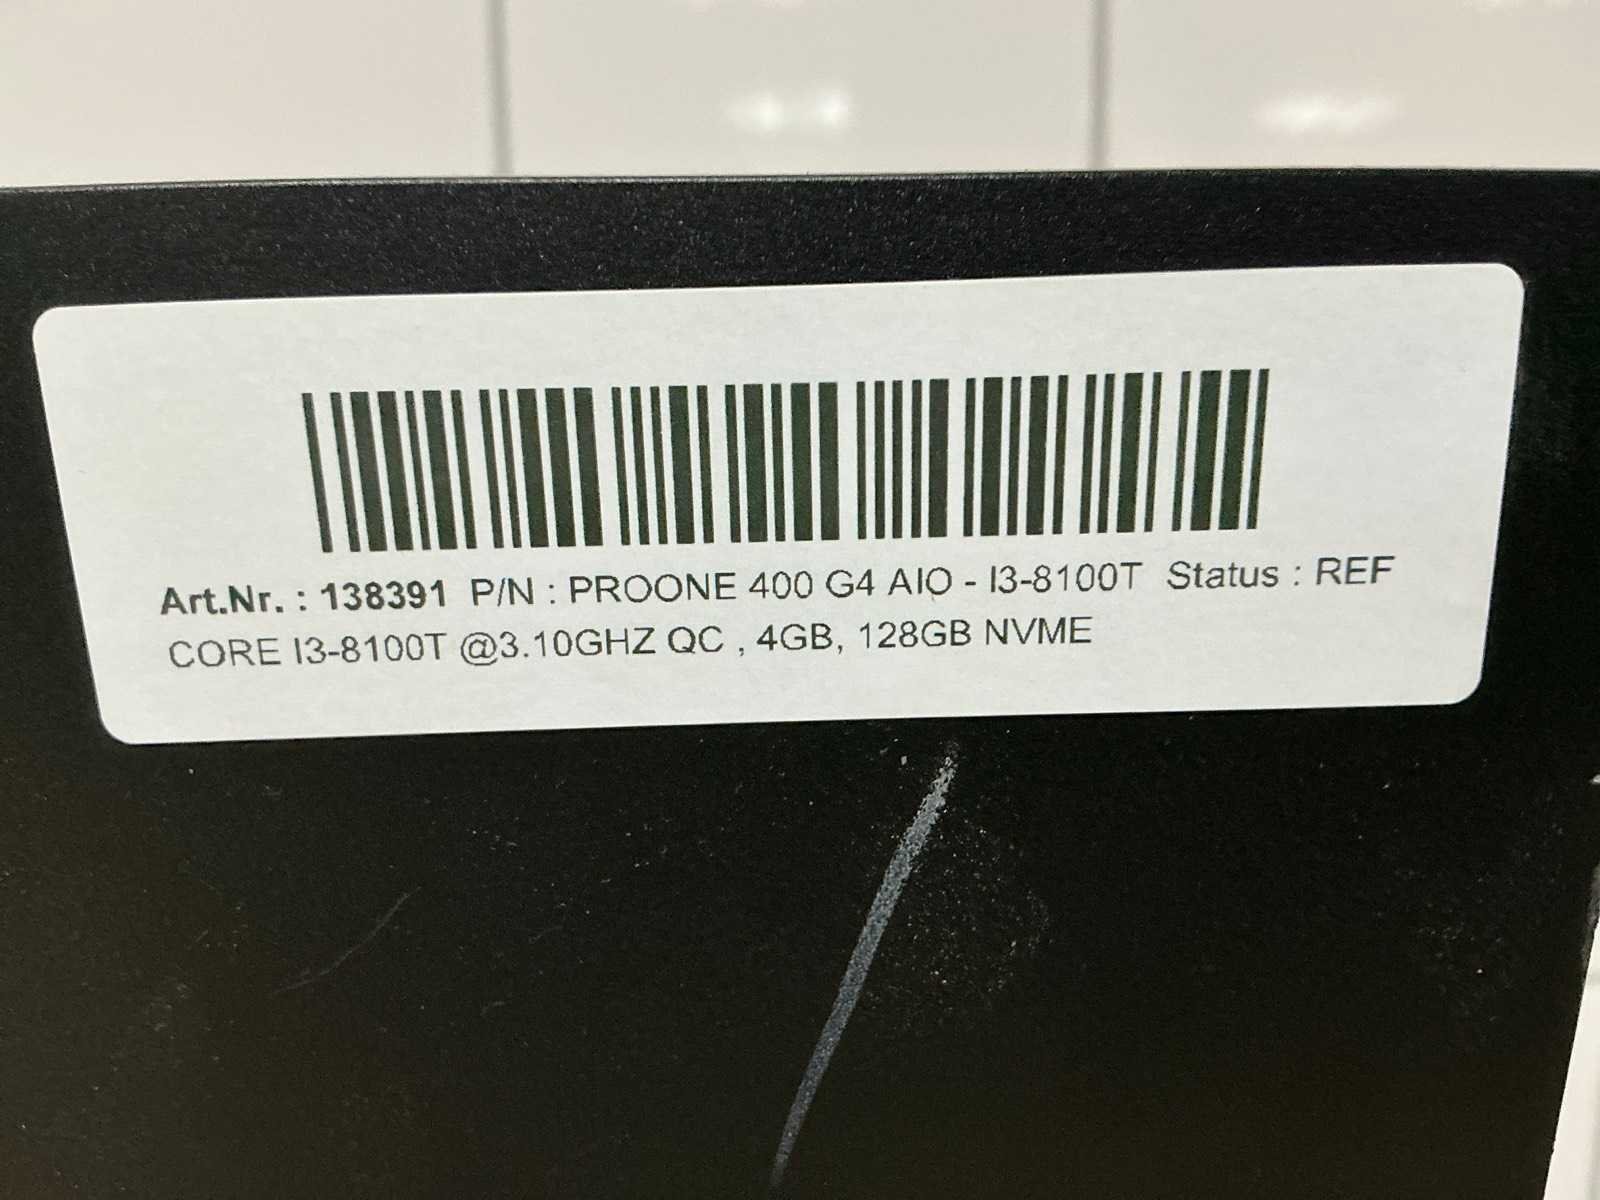 Art.Nr. : 138391 P/N : PROONE 400 G4 AIO - I3-8100T Status : REF
CORE I3-8100T @3.10GHZ QC , 4GB, 128GB NVME